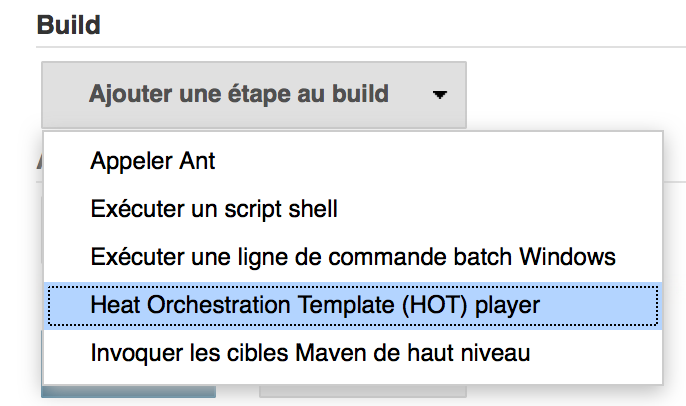 Build
Ajouter une étape au build
Appeler Ant
Exécuter un script shell
Exécuter une ligne de commande batch Windows
Heat Orchestration Template (HOT) player
Invoquer les cibles Maven de haut niveau